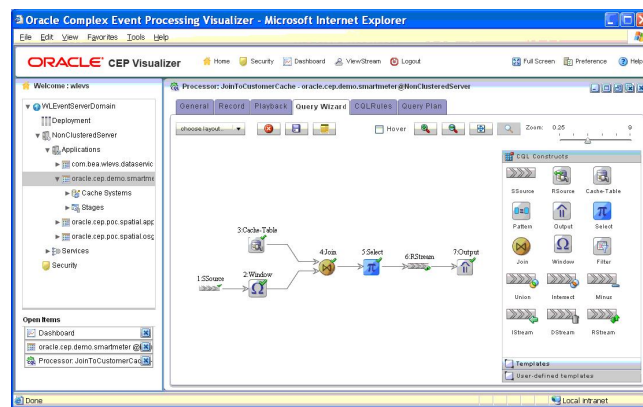 Oracle Complex Event Processing Visualizer - Microsoft Internet Explorer
File Edit View Favorites Tools Help
ORACLE CEP Visualizer Home Security Dashboard ViewStream Logout Full Screen Preference Help
Welcome : wlevs
Processor: JoinToCustomerCache - oracle.cep.demo.smartmeter@NonClusteredServer
WLEventServerDomain
Deployment
NonClusteredServer
Applications
com.bea.wlevs.dataservic
oracle.cep.demo.smartme
Cache Systems
Stages
oracle.cep.poc.spatial.app
oracle.cep.poc.spatial.osg
Services
Security
General Record Playback Query Wizard CQLRules Query Plan
choose layout... Hover Zoom: 0.25 9
3:Cache-Table
4:Join 5:Select 6:RStream 7:Output
1:SSource 2:Window
CQL Constructs
SSource RSource Cache-Table
Pattern Output Select
Join Window Filter
Union Intersect Minus
IStream DStream RStream
Templates
User-defined templates
Open Items
Dashboard
oracle.cep.demo.smartmeter @
Processor: JoinToCustomerCac
Done Local intranet